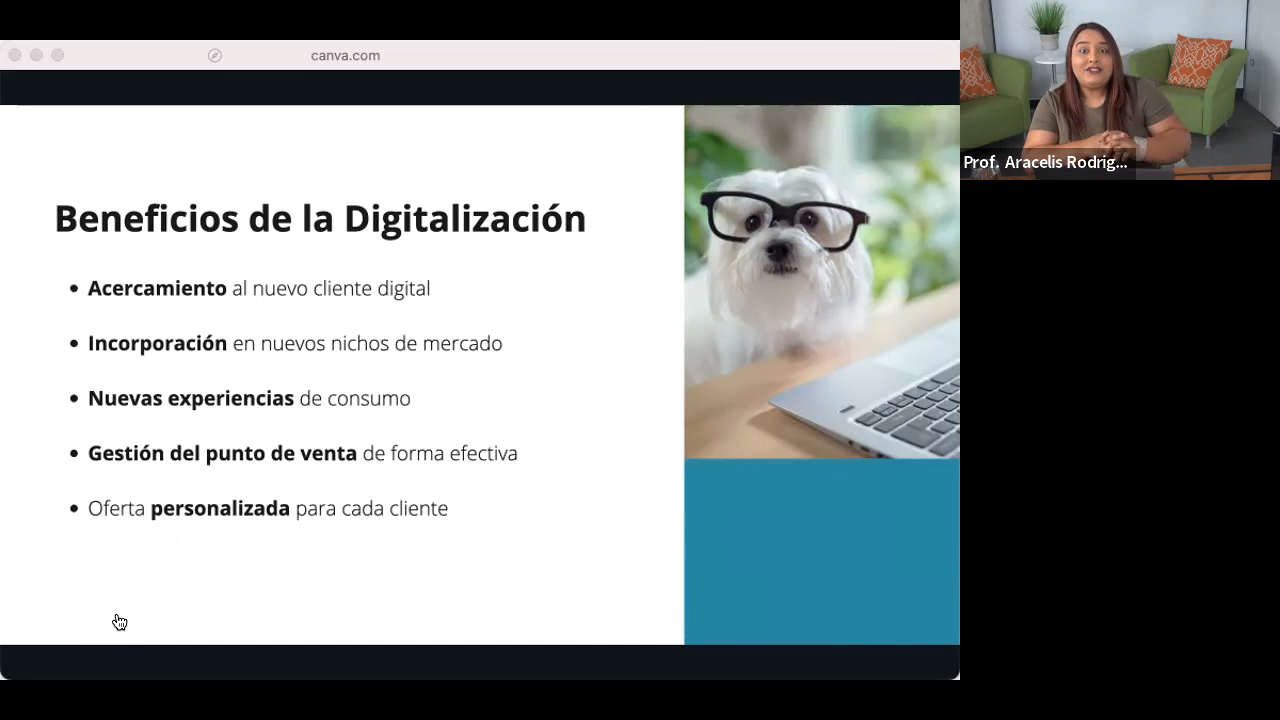 canva.com
Prof. Aracelis Rodrig...
Beneficios de la Digitalización
• Acercamiento al nuevo cliente digital
• Incorporación en nuevos nichos de mercado
• Nuevas experiencias de consumo
• Gestión del punto de venta de forma efectiva
• Oferta personalizada para cada cliente